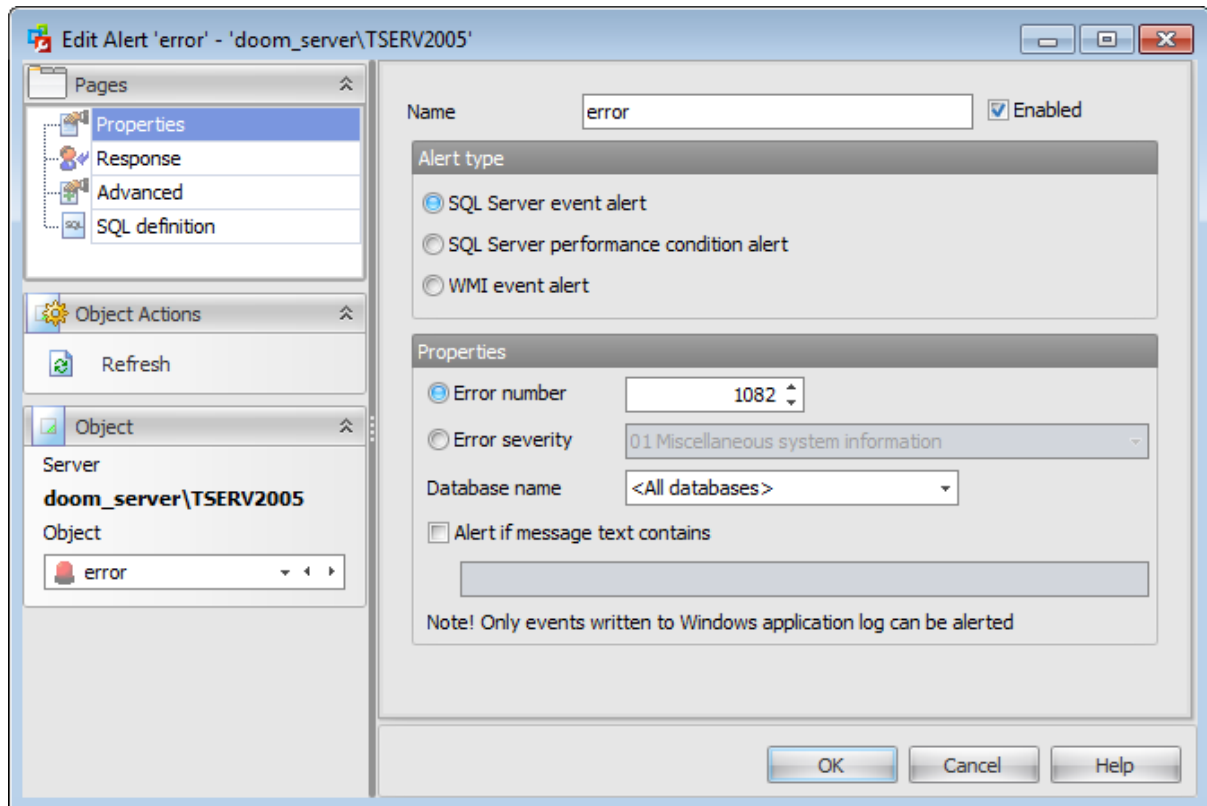 Edit Alert 'error' - 'doom_server\TSERV2005'
Pages
Properties
Response
Advanced
SQL
SQL definition
Object Actions
Refresh
Object
Server
doom_server\TSERV2005
Object
error
Name error Enabled
Alert type
SQL Server event alert
SQL Server performance condition alert
WMI event alert
Properties
Error number 1082
Error severity 01 Miscellaneous system information
Database name <All databases>
Alert if message text contains
Note! Only events written to Windows application log can be alerted
OK Cancel Help